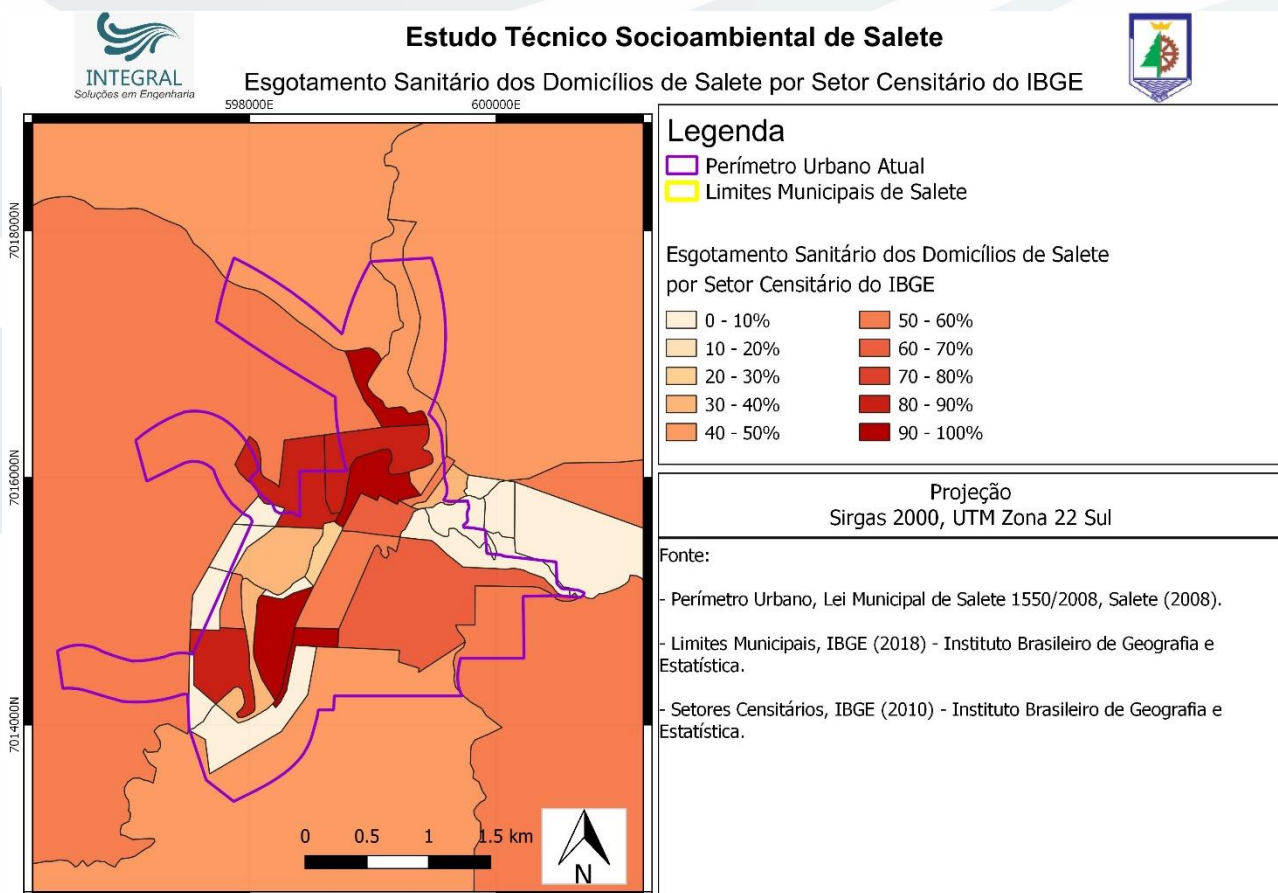 INTEGRAL
Soluções em Engenharia
Estudo Técnico Socioambiental de Salete
Esgotamento Sanitário dos Domicílios de Salete por Setor Censitário do IBGE
598000E
600000E
7018000N
7016000N
7014000N
0 0.5 1 1.5 km
N
Legenda
Perímetro Urbano Atual
Limites Municipais de Salete
Esgotamento Sanitário dos Domicílios de Salete
por Setor Censitário do IBGE
0 - 10%
10 - 20%
20 - 30%
30 - 40%
40 - 50%
50 - 60%
60 - 70%
70 - 80%
80 - 90%
90 - 100%
Projeção
Sirgas 2000, UTM Zona 22 Sul
Fonte:
- Perímetro Urbano, Lei Municipal de Salete 1550/2008, Salete (2008).
- Limites Municipais, IBGE (2018) - Instituto Brasileiro de Geografia e
Estatística.
- Setores Censitários, IBGE (2010) - Instituto Brasileiro de Geografia e
Estatística.